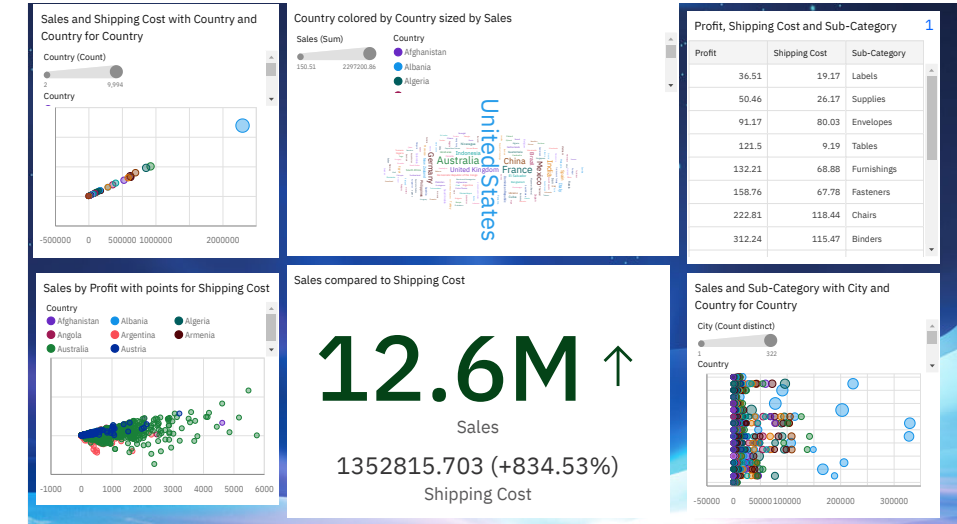 Sales and Shipping Cost with Country and
Country for Country
Country (Count)
2
9,994
Country
-500000
0
500000
1000000
2000000
Country colored by Country sized by Sales
Sales (Sum)
150.51
2297200.86
Country
Afghanistan
Albania
Algeria
United States
Australia
China
France
United Kingdom
Germany
Mexico
Indonesia
Brazil
India
Profit, Shipping Cost and Sub-Category
1
Profit Shipping Cost Sub-Category
36.51 19.17 Labels
50.46 26.17 Supplies
91.17 80.03 Envelopes
121.5 9.19 Tables
132.21 68.88 Furnishings
158.76 67.78 Fasteners
222.81 118.44 Chairs
312.24 115.47 Binders
Sales by Profit with points for Shipping Cost
Country
Afghanistan Albania Algeria
Angola Argentina Armenia
Australia Austria
-1000 0 1000 2000 3000 4000 5000 6000
Sales compared to Shipping Cost
12.6M ↑
Sales
1352815.703 (+834.53%)
Shipping Cost
Sales and Sub-Category with City and
Country for Country
City (Count distinct)
1
322
Country
-50000 0 50000 100000 200000 300000